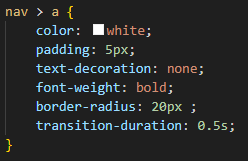 nav > a {
    color: white;
    padding: 5px;
    text-decoration: none;
    font-weight: bold;
    border-radius: 20px ;
    transition-duration: 0.5s;
}